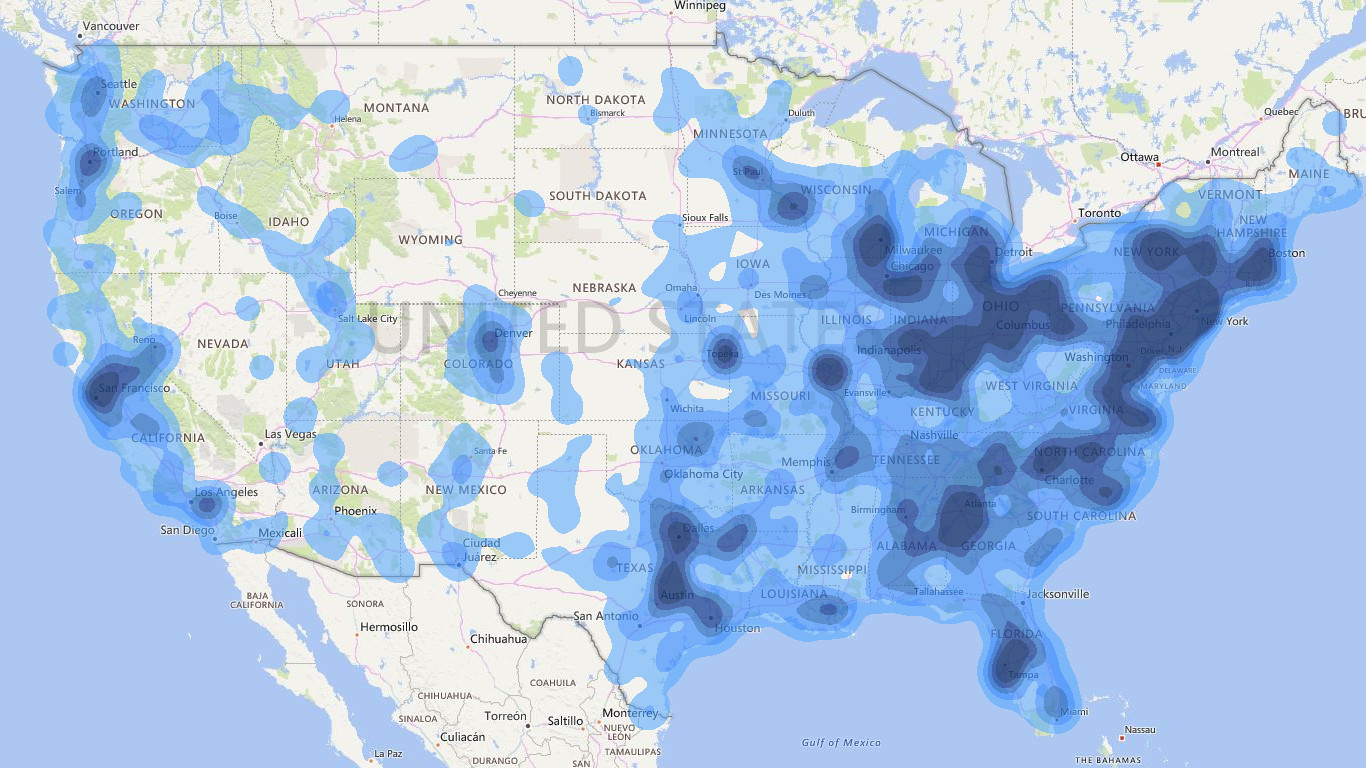 Winnipeg
Vancouver
Seattle
WASHINGTON
MONTANA
Helena
NORTH DAKOTA
Bismarck
Duluth
MINNESOTA
Quebec
BRU
Ottawa
Montreal
Portland
Salem
OREGON
Boise
IDAHO
SOUTH DAKOTA
Sioux Falls
St Paul
WISCONSIN
Toronto
VERMONT
MAINE
NEW
HAMPSHIRE
WYOMING
MICHIGAN
Milwaukee
Detroit
NEW YORK
Boston
IOWA
Chicago
NEBRASKA
Omaha
Des Moines
Cheyenne
Lincoln
ILLINOIS
INDIANA
OHIO
Columbus
PENNSYLVANIA
Philadelphia
New York
UNITED STATE
Salt Lake City
Reno
NEVADA
UTAH
Denver
COLORADO
KANSAS
Topeka
Indianapolis
Washington
N.J.
DELAWARE
MARYLAND
San Francisco
WEST VIRGINIA
Evansville
MISSOURI
Wichita
KENTUCKY
VIRGINIA
CALIFORNIA
Las Vegas
Santa Fe
OKLAHOMA
Nashville
TENNESSEE
NORTH CAROLINA
Memphis
Oklahoma City
Charlotte
Los Angeles
ARIZONA
NEW MEXICO
ARKANSAS
Phoenix
Birmingham
Atlanta
SOUTH CAROLINA
San Diego
Mexicali
Dallas
Ciudad
Juárez
ALABAMA
GEORGIA
TEXAS
MISSISSIPPI
BAJA
CALIFORNIA
SONORA
Austin
LOUISIANA
Tallahassee
Jacksonville
San Antonio
Houston
Hermosillo
Chihuahua
FLORIDA
Tampa
COAHUILA
CHIHUAHUA
SINALOA
Torreón
Saltillo
Monterrey
NUEVO
LEÓN
Miami
Culiacán
Gulf of Mexico
Nassau
La Paz
DURANGO
SAN
TAMAULIPAS
THE BAHAMAS